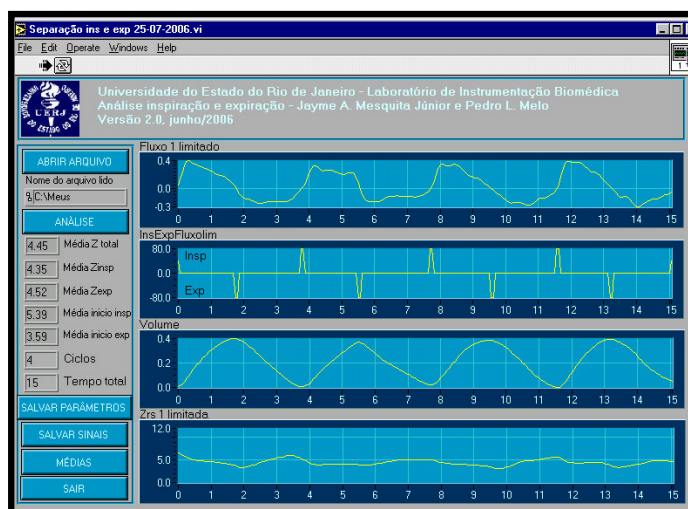 Separação ins e exp 25-07-2006.vi
File Edit Operate Windows Help
1
Universidade do Estado do Rio de Janeiro - Laboratório de Instrumentação Biomédica
Análise inspiração e expiração - Jayme A. Mesquita Júnior e Pedro L. Melo
Versão 2.0, junho/2006
UERJ
ESTADO DO
ABRIR ARQUIVO
Nome do arquivo lido
C:\Meus
ANÁLISE
4.45 Média Z total
4.35 Média Zinsp
4.52 Média Zexp
5.39 Média inicio insp
3.59 Média inicio exp
4 Ciclos
15 Tempo total
SALVAR PARÂMETROS
SALVAR SINAIS
MÉDIAS
SAIR
Fluxo 1 limitado
0.4
0.0
-0.3
0 1 2 3 4 5 6 7 8 9 10 11 12 13 14 15
InsExpFluxolim
80.0
Insp
0.0
Exp
-80.0
0 1 2 3 4 5 6 7 8 9 10 11 12 13 14 15
Volume
0.4
0.2
0.0
0 1 2 3 4 5 6 7 8 9 10 11 12 13 14 15
Zrs 1 limitada
12.0
5.0
0.0
0 1 2 3 4 5 6 7 8 9 10 11 12 13 14 15